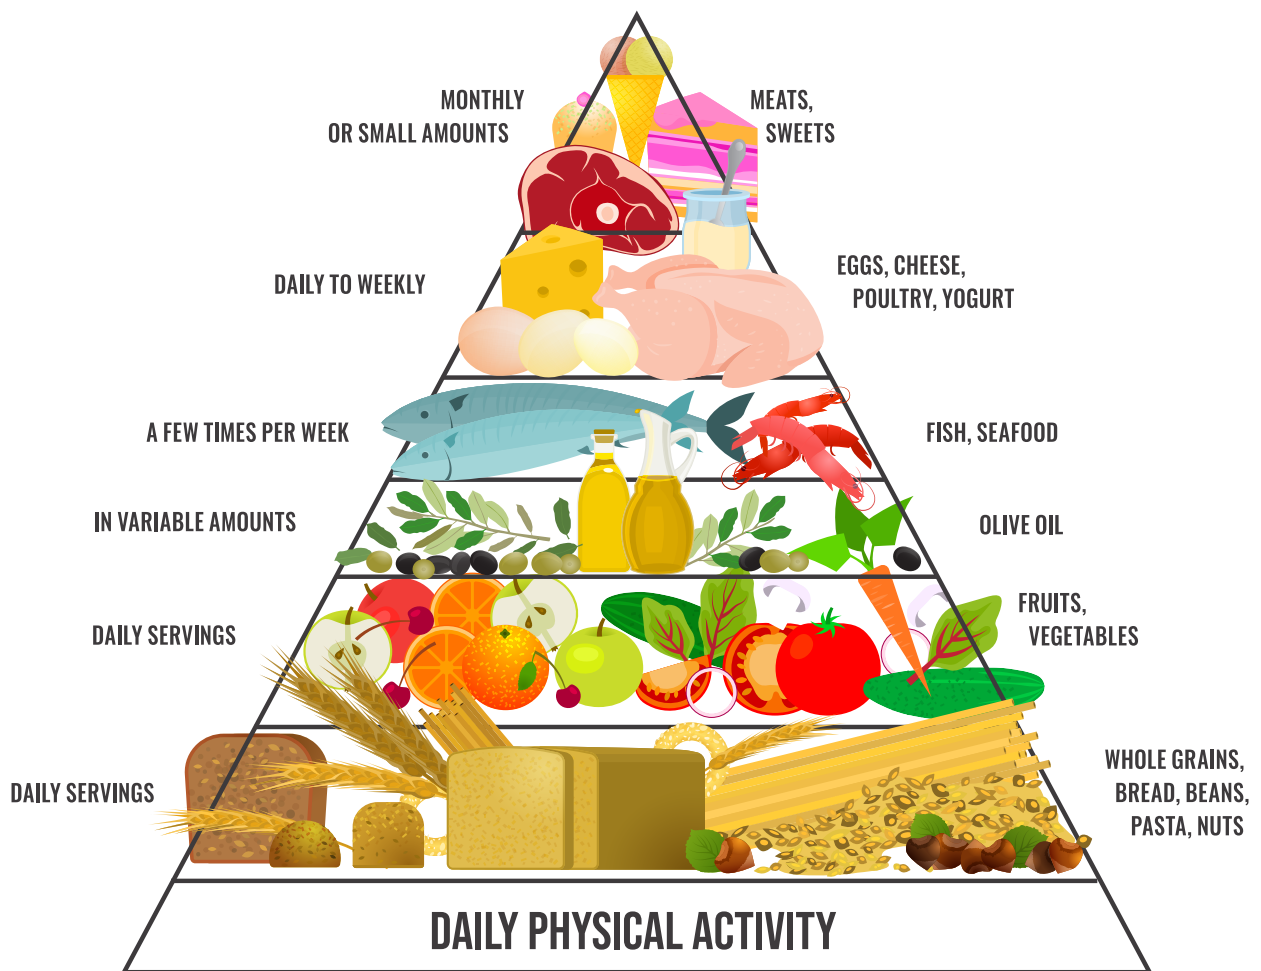 MONTHLY
OR SMALL AMOUNTS
MEATS,
SWEETS
DAILY TO WEEKLY
EGGS, CHEESE,
POULTRY, YOGURT
A FEW TIMES PER WEEK
FISH, SEAFOOD
IN VARIABLE AMOUNTS
OLIVE OIL
DAILY SERVINGS
FRUITS,
VEGETABLES
DAILY SERVINGS
WHOLE GRAINS,
BREAD, BEANS,
PASTA, NUTS
DAILY PHYSICAL ACTIVITY